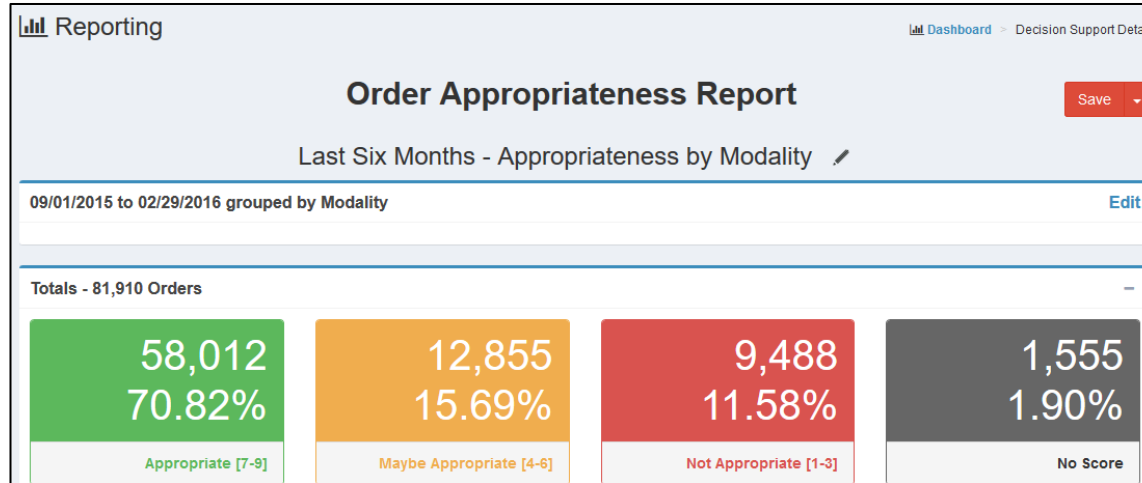 Reporting
Dashboard > Decision Support Deta
Order Appropriateness Report
Save
Last Six Months - Appropriateness by Modality
09/01/2015 to 02/29/2016 grouped by Modality
Edit
Totals - 81,910 Orders
58,012
70.82%
Appropriate [7-9]
12,855
15.69%
Maybe Appropriate [4-6]
9,488
11.58%
Not Appropriate [1-3]
1,555
1.90%
No Score